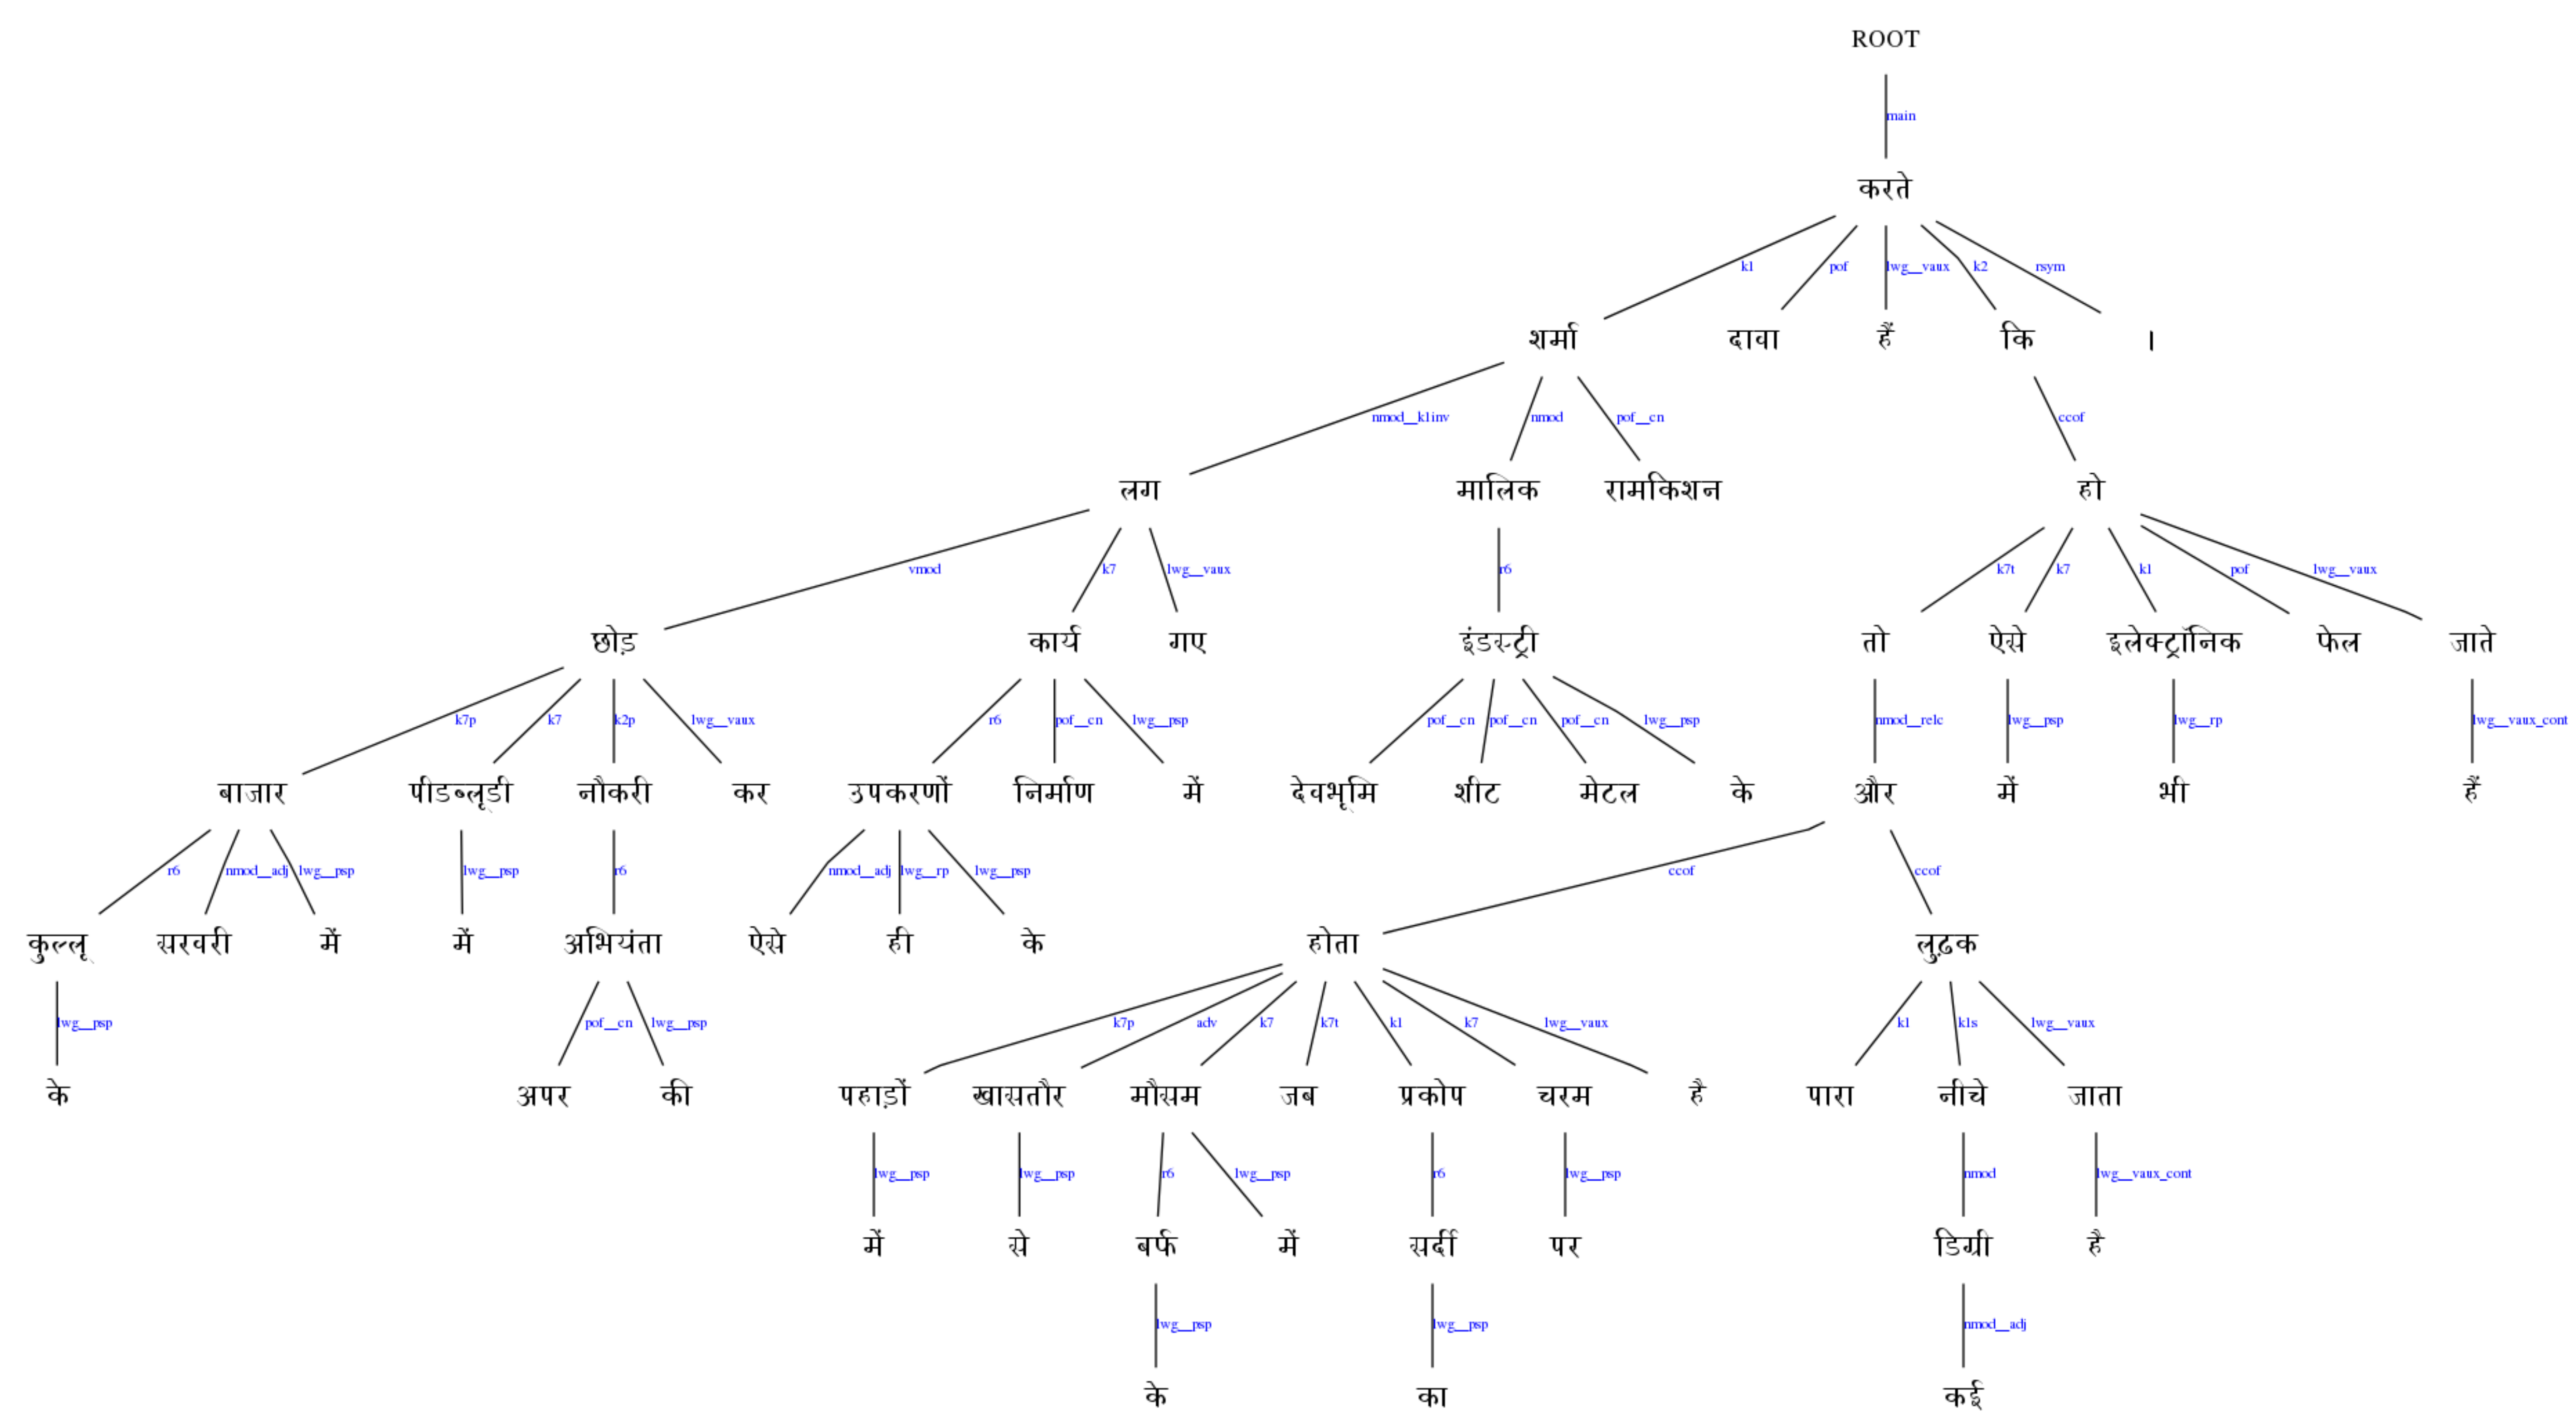 ROOT
main
करते
k1 pof lwg__vaux k2 rsym
शर्मा दावा हैं कि ।
nmod__k1inv nmod pof__cn ccof
लग मालिक रामकिशन हो
vmod k7 lwg__vaux r6 k7t k7 k1 pof lwg__vaux
छोड़ कार्य गए इंडस्ट्री तो ऐसे इलेक्ट्रॉनिक फेल जाते
k7p k7 k2p lwg__vaux r6 pof__cn lwg__psp pof__cn pof__cn pof__cn lwg__psp nmod__relc lwg__psp lwg__rp lwg__vaux_cont
बाजार पीडब्लूडी नौकरी कर उपकरणों निर्माण में देवभूमि शीट मेटल के और में भी हैं
r6 nmod__adj lwg__psp lwg__psp r6 nmod__adj lwg__rp lwg__psp ccof ccof
कुल्लू सरवरी में में अभियंता ऐसे ही के होता लुढ़क
lwg__psp pof__cn lwg__psp k7p adv k7 k7t k1 k7 lwg__vaux k1 k1s lwg__vaux
के अपर की पहाड़ों खासतौर मौसम जब प्रकोप चरम है पारा नीचे जाता
lwg__psp lwg__psp r6 lwg__psp r6 lwg__psp nmod lwg__vaux_cont
में से बर्फ में सर्दी पर डिग्री है
lwg__psp lwg__psp nmod__adj
के का कई